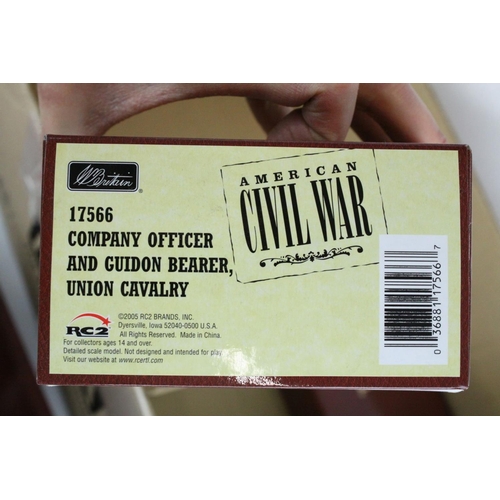 W. Britain®
AMERICAN
CIVIL WAR
17566
COMPANY OFFICER
AND GUIDON BEARER,
UNION CAVALRY
RC2
©2005 RC2 BRANDS, INC.
Dyersville, Iowa 52040-0500 U.S.A.
All Rights Reserved. Made in China.
For collectors ages 14 and over.
Detailed scale model. Not designed and intended for play
Visit our website at www.rcertl.com
0 36881 17566 7